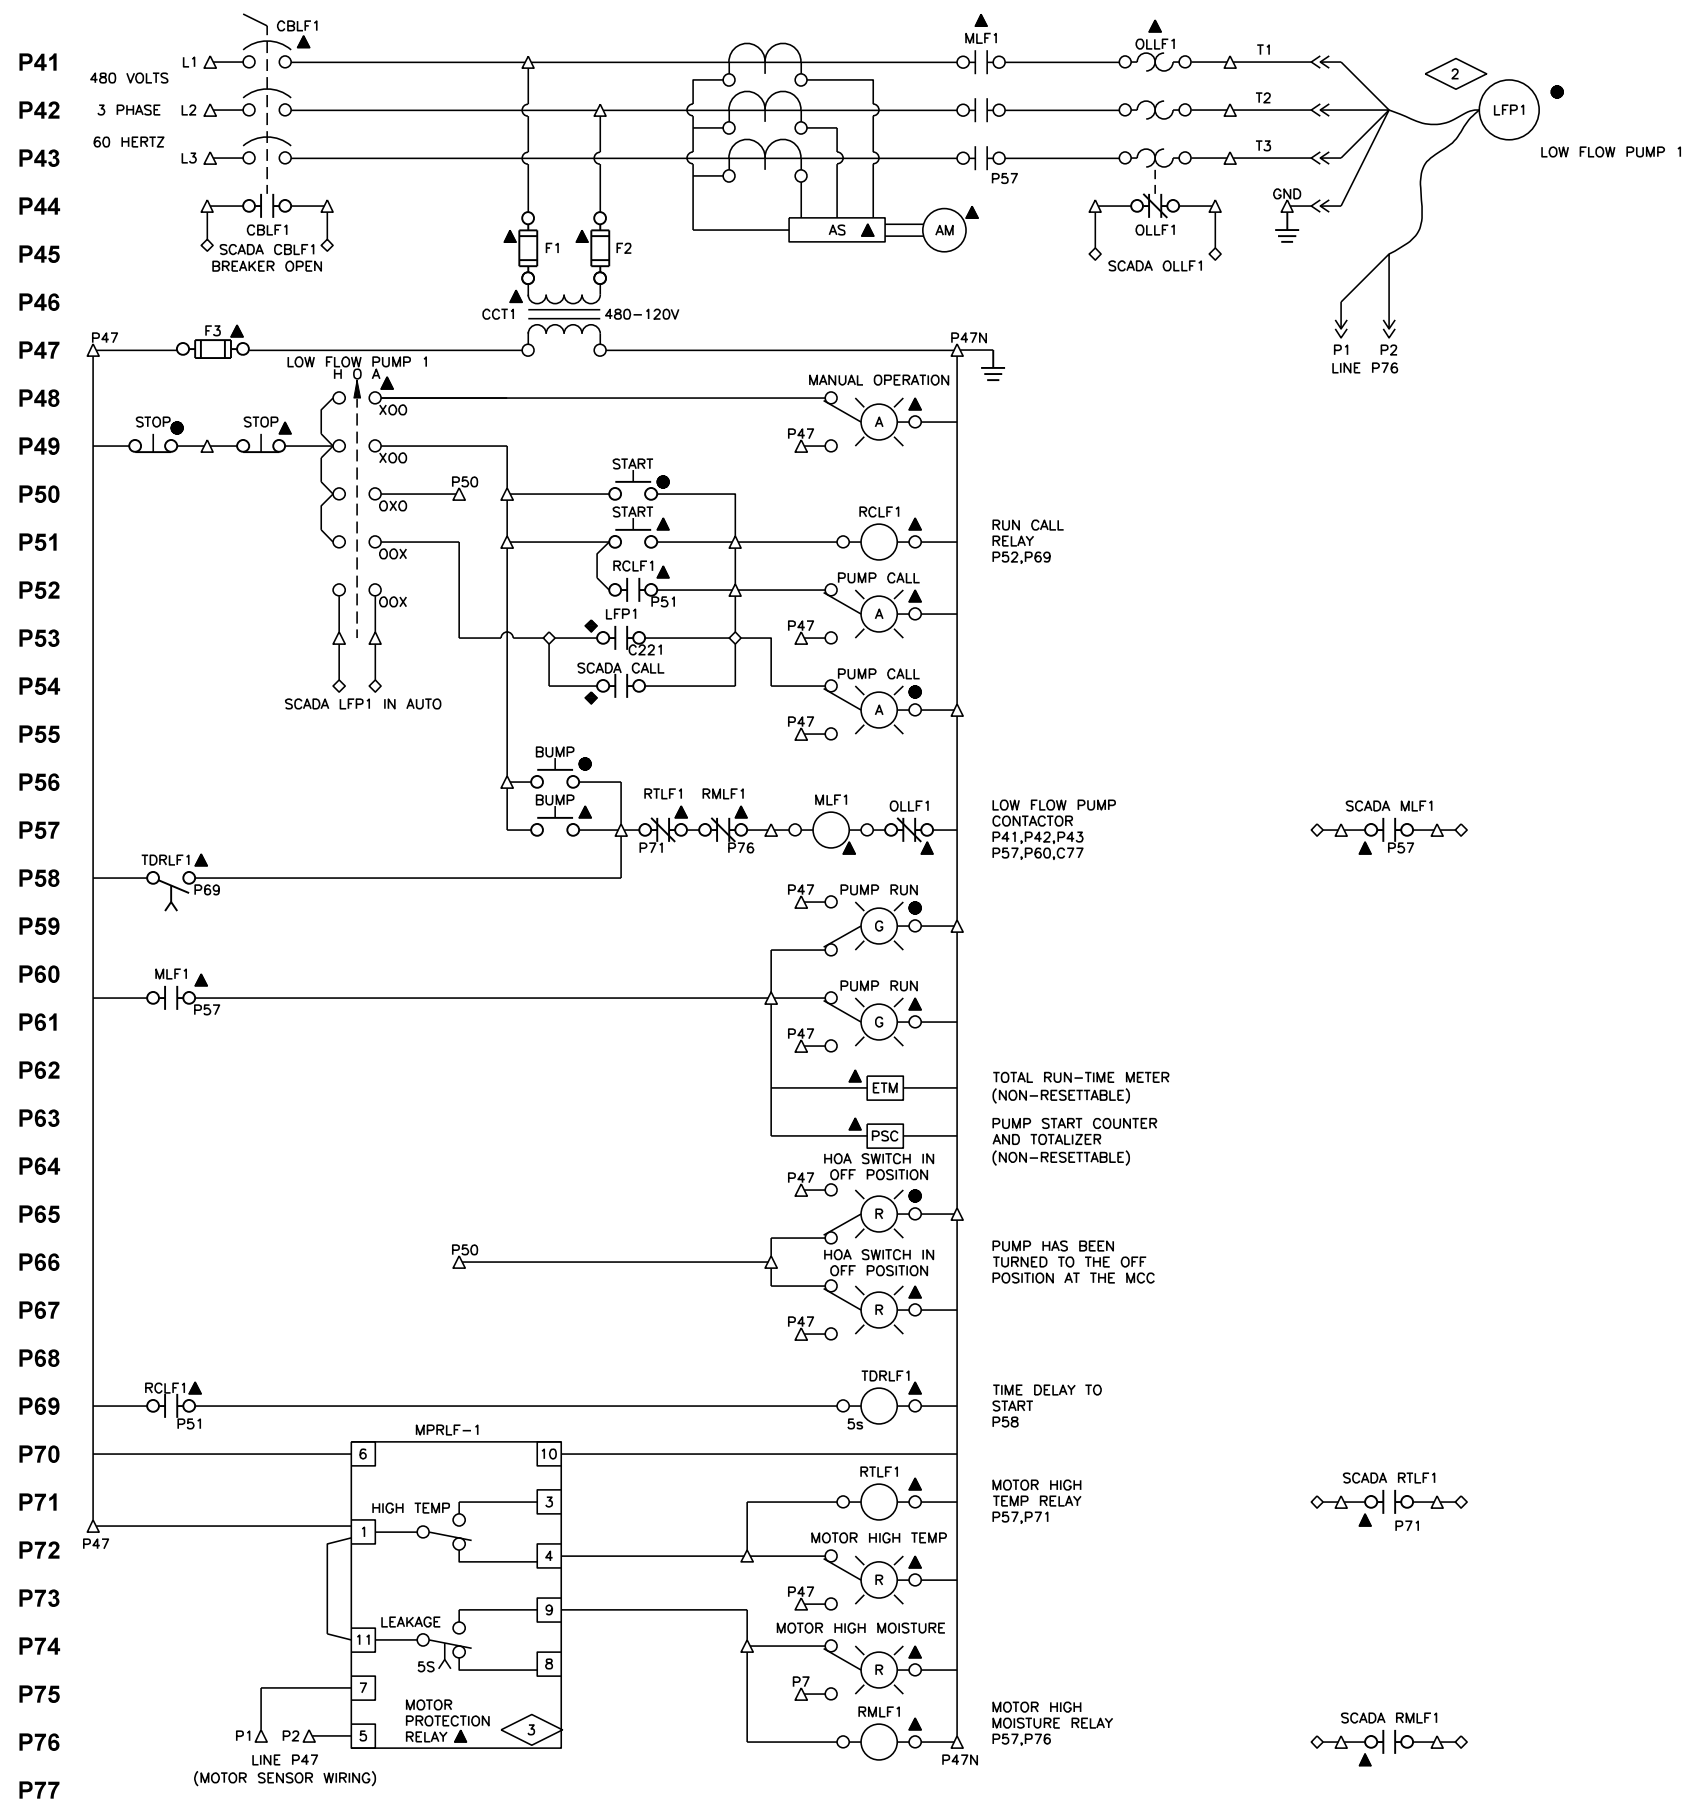 CBLF1
MLF1
OLLF1
P41
L1
T1
480 VOLTS
2
P42
3 PHASE
L2
T2
LFP1
60 HERTZ
P43
L3
T3
LOW FLOW PUMP 1
P57
P44
GND
CBLF1
AS
AM
OLLF1
SCADA CBLF1
BREAKER OPEN
F1
F2
P45
SCADA OLLF1
P46
CCT1
480-120V
P47
P47
F3
P47N
P1
P2
LINE P76
LOW FLOW PUMP 1
H O A
MANUAL OPERATION
P48
XOO
A
STOP
STOP
P47
P49
XOO
START
P50
P50
OXO
START
RCLF1
RUN CALL
RELAY
P52,P69
P51
OOX
RCLF1
PUMP CALL
P52
P51
OOX
A
LFP1
P47
P53
C221
SCADA CALL
PUMP CALL
P54
SCADA LFP1 IN AUTO
A
P47
P55
BUMP
P56
RTLF1
RMLF1
MLF1
OLLF1
BUMP
LOW FLOW PUMP
CONTACTOR
P41,P42,P43
P57,P60,C77
SCADA MLF1
P57
P71
P76
P57
TDRLF1
P58
P69
P47
PUMP RUN
P59
G
P60
MLF1
P57
PUMP RUN
P61
G
P47
P62
ETM
TOTAL RUN-TIME METER
(NON-RESETTABLE)
P63
PSC
PUMP START COUNTER
AND TOTALIZER
(NON-RESETTABLE)
P64
HOA SWITCH IN
OFF POSITION
P47
P65
R
P66
P50
HOA SWITCH IN
OFF POSITION
PUMP HAS BEEN
TURNED TO THE OFF
POSITION AT THE MCC
P67
R
P47
P68
RCLF1
TDRLF1
P69
P51
5s
TIME DELAY TO
START
P58
MPRLF-1
P70
6
10
RTLF1
MOTOR HIGH
TEMP RELAY
P57,P71
SCADA RTLF1
P71
HIGH TEMP
3
P71
1
P47
MOTOR HIGH TEMP
P72
4
R
P73
P47
9
LEAKAGE
MOTOR HIGH MOISTURE
P74
11
5S
8
R
P75
7
P7
MOTOR
PROTECTION
RELAY
3
RMLF1
MOTOR HIGH
MOISTURE RELAY
P57,P76
SCADA RMLF1
P76
P1
P2
5
LINE P47
(MOTOR SENSOR WIRING)
P47N
P77